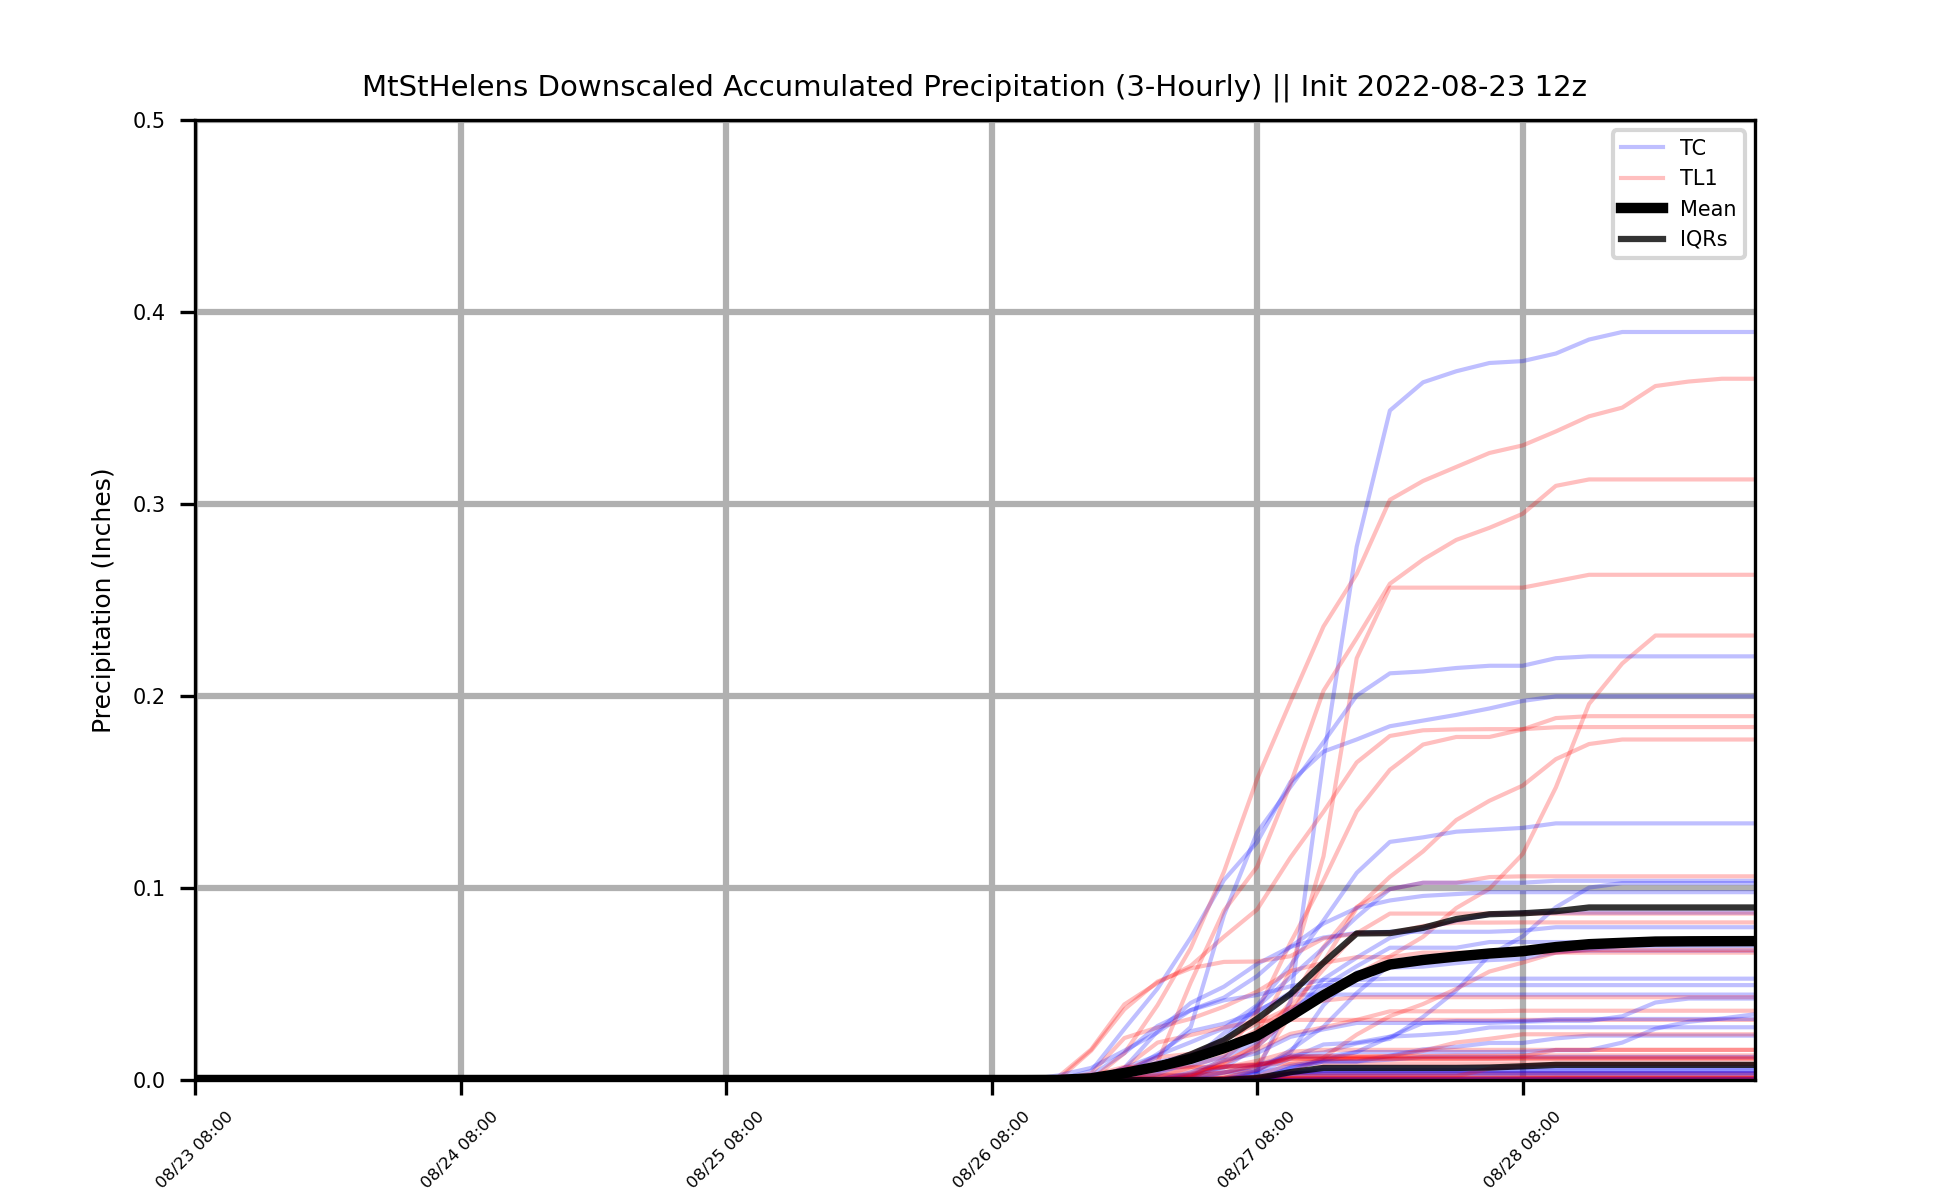 MtStHelens Downscaled Accumulated Precipitation (3-Hourly) || Init 2022-08-23 12z
Precipitation (Inches)
0.5
0.4
0.3
0.2
0.1
0.0
TC
TL1
Mean
IQRs
08/23 08:00
08/24 08:00
08/25 08:00
08/26 08:00
08/27 08:00
08/28 08:00